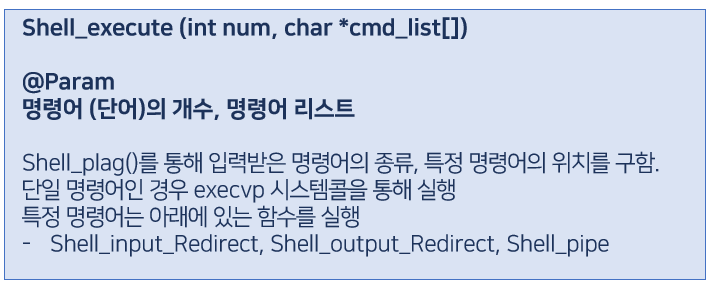 Shell_execute (int num, char *cmd_list[])
@Param
명령어 (단어)의 개수, 명령어 리스트
Shell_plag()를 통해 입력받은 명령어의 종류, 특정 명령어의 위치를 구함.
단일 명령어인 경우 execvp 시스템콜을 통해 실행
특정 명령어는 아래에 있는 함수를 실행
- Shell_input_Redirect, Shell_output_Redirect, Shell_pipe